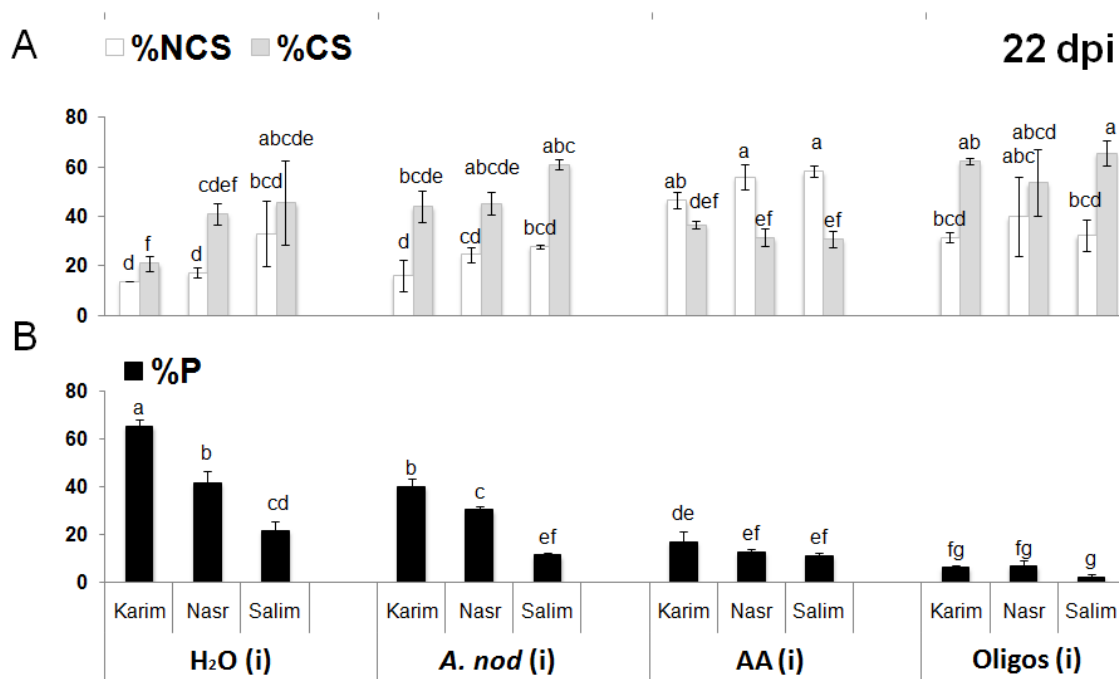 A
%NCS %CS
22 dpi
80
60
40
20
0
d f d cdef bcd abcde
d bcde cd abcde bcd abc
ab def a ef a ef
bcd ab abc abcd bcd a
B
%P
80
60
40
20
0
a b cd
b c ef
de ef ef
fg fg g
Karim Nasr Salim Karim Nasr Salim Karim Nasr Salim Karim Nasr Salim
H₂O (i) A. nod (i) AA (i) Oligos (i)